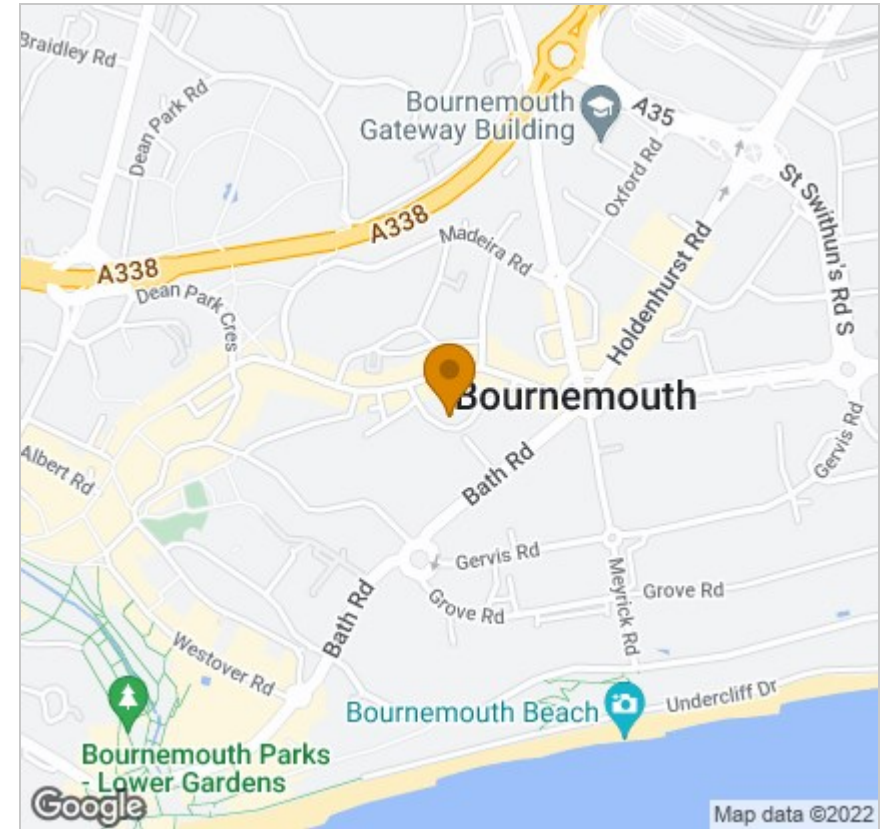 Braidley Rd
Dean Park Rd
Bournemouth
Gateway Building
A35
Oxford Rd
St Swithun's Rd S
A338
Madeira Rd
A338
Holdenhurst Rd
Dean Park Cres
Bournemouth
Albert Rd
Bath Rd
Gervis Rd
Gervis Rd
Meyrick Rd
Grove Rd
Grove Rd
Bath Rd
Westover Rd
Undercliff Dr
Bournemouth Beach
Bournemouth Parks
- Lower Gardens
Google
Map data ©2022